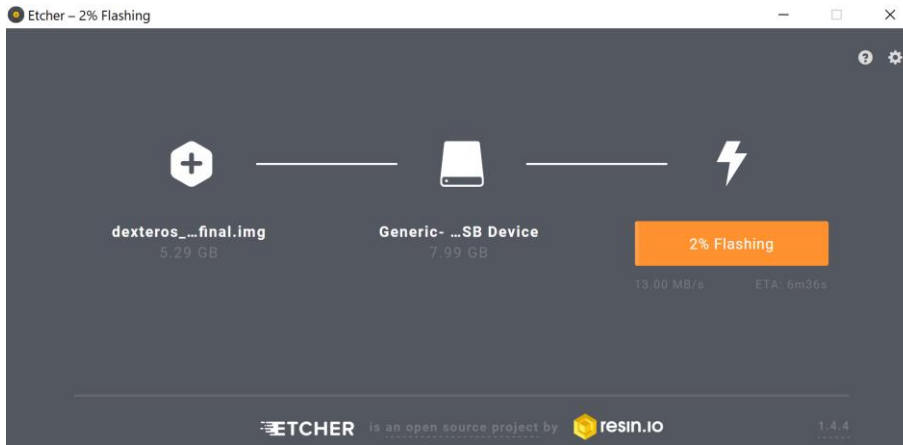 Etcher – 2% Flashing
dexteros_...final.img
5.29 GB
Generic- ...SB Device
7.99 GB
2% Flashing
13.00 MB/s
ETA: 6m36s
ETCHER is an open source project by resin.io
1.4.4